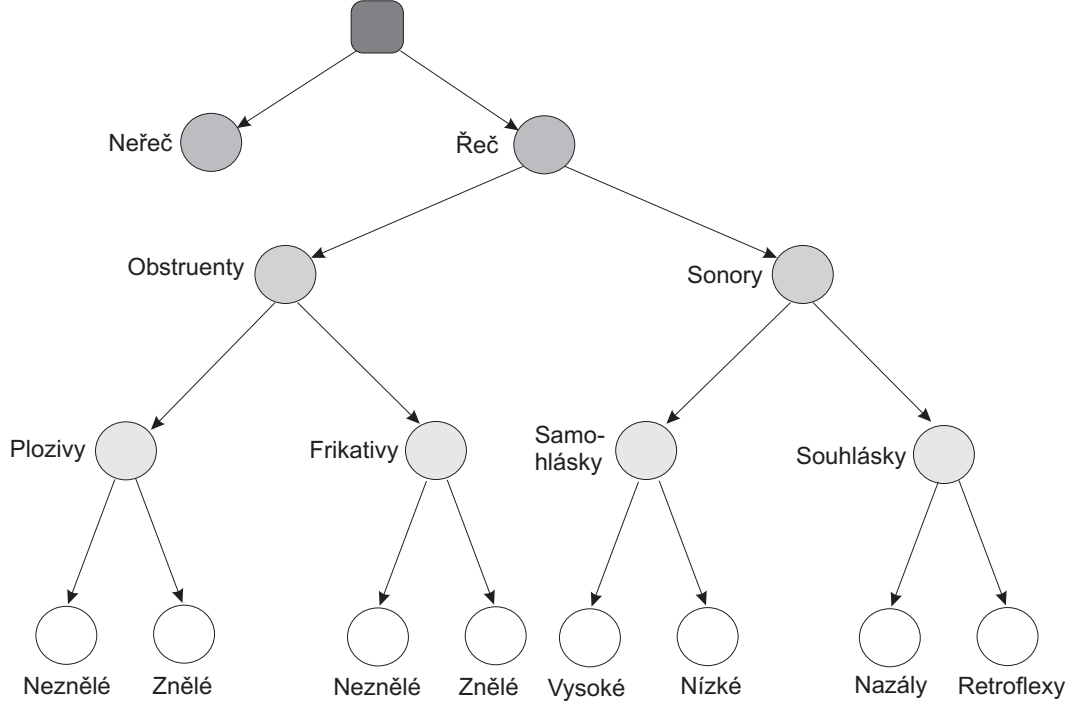 Neřeč
Řeč
Obstruenty
Sonory
Plozivy
Frikativy
Samo-
hlásky
Souhlásky
Neznělé
Znělé
Neznělé
Znělé
Vysoké
Nízké
Nazály
Retroflexy